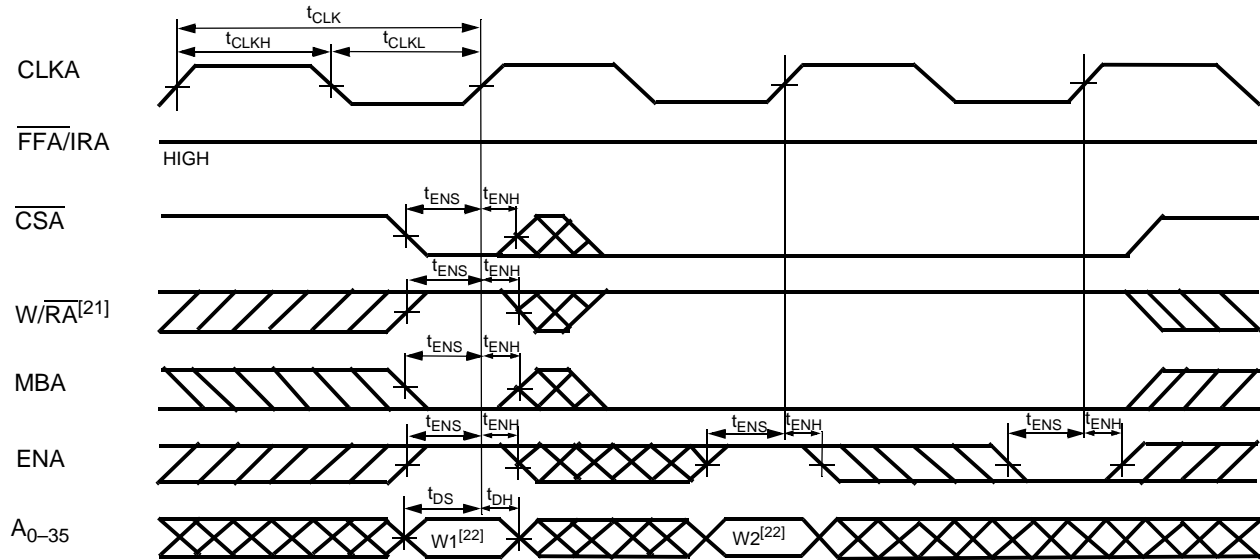 tCLK
tCLKH tCLKL
CLKA
FFA/IRA
HIGH
tENS tENH
CSA
tENS tENH
W/RA[21]
tENS tENH
MBA
tENS tENH tENS tENH tENS tENH
ENA
tDS tDH
A0–35
W1[22] W2[22]